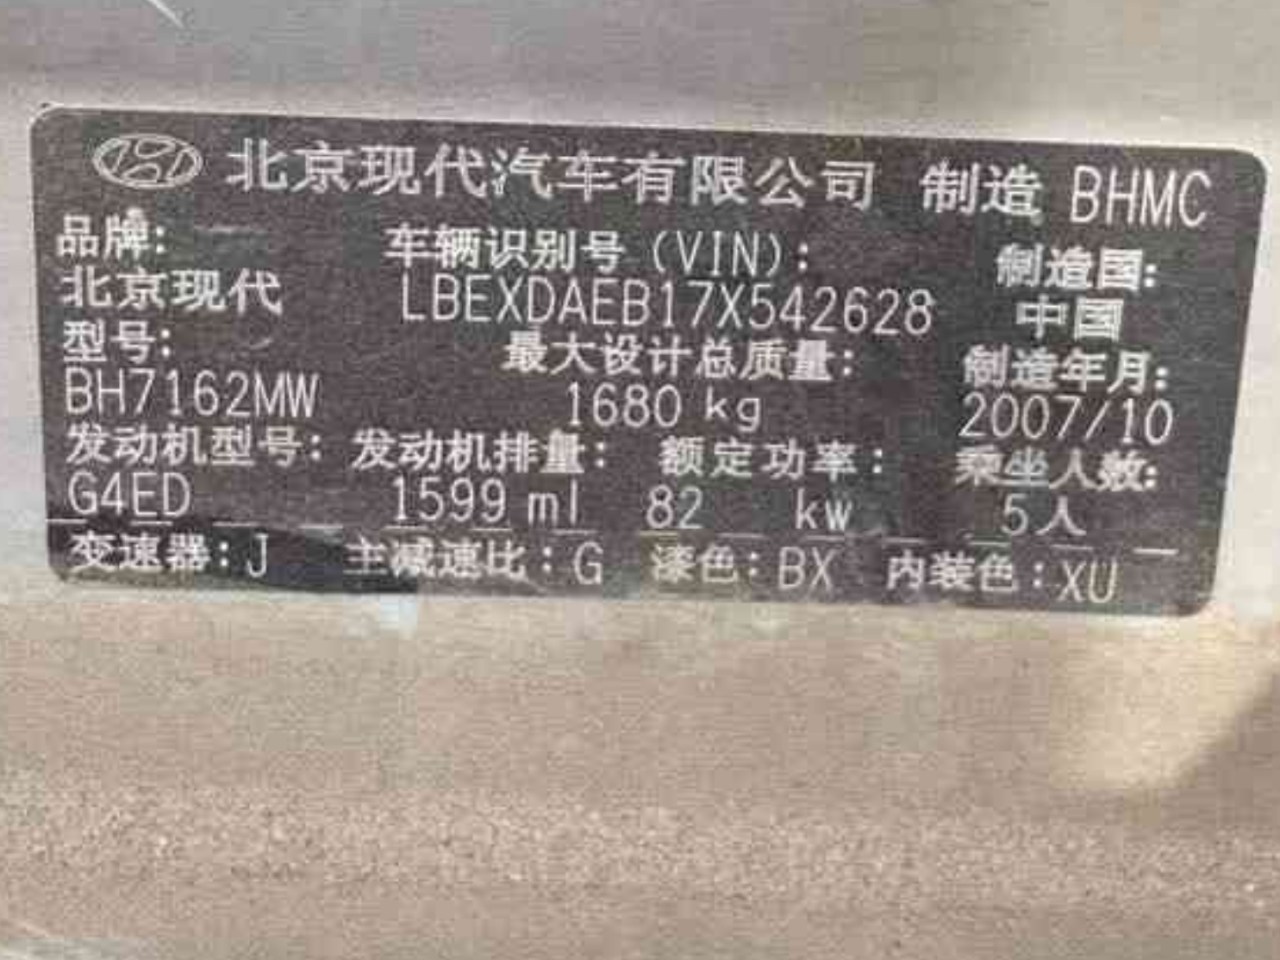 北京现代汽车有限公司 制造 BHMC
品牌: 车辆识别号 (VIN): 制造国:
北京现代 LBEXDAEB17X542628 中国
型号: 最大设计总质量: 制造年月:
BH7162MW 1680 kg 2007/10
发动机型号: 发动机排量: 额定功率: 乘坐人数:
G4ED 1599 ml 82 kw 5人
变速器: J 主减速比: G 漆色: BX 内装色: XU